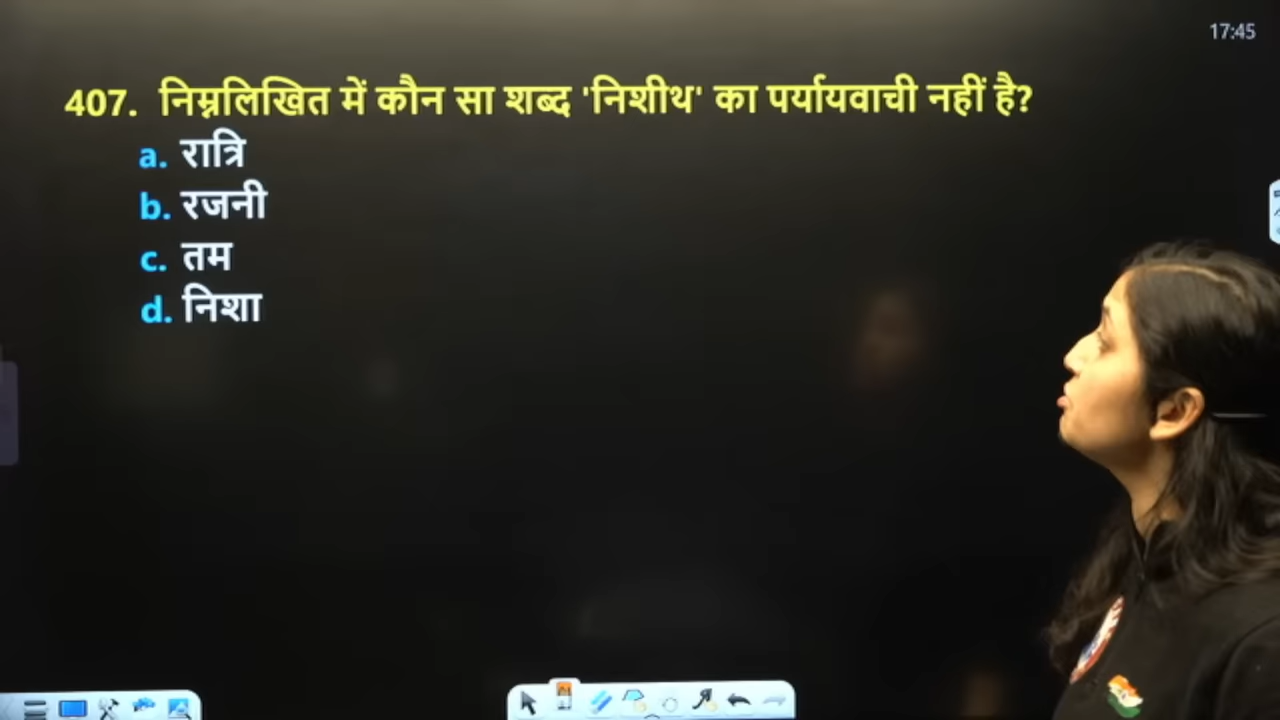 17:45
407. निम्नलिखित में कौन सा शब्द 'निशीथ' का पर्यायवाची नहीं है?
a. रात्रि
b. रजनी
c. तम
d. निशा